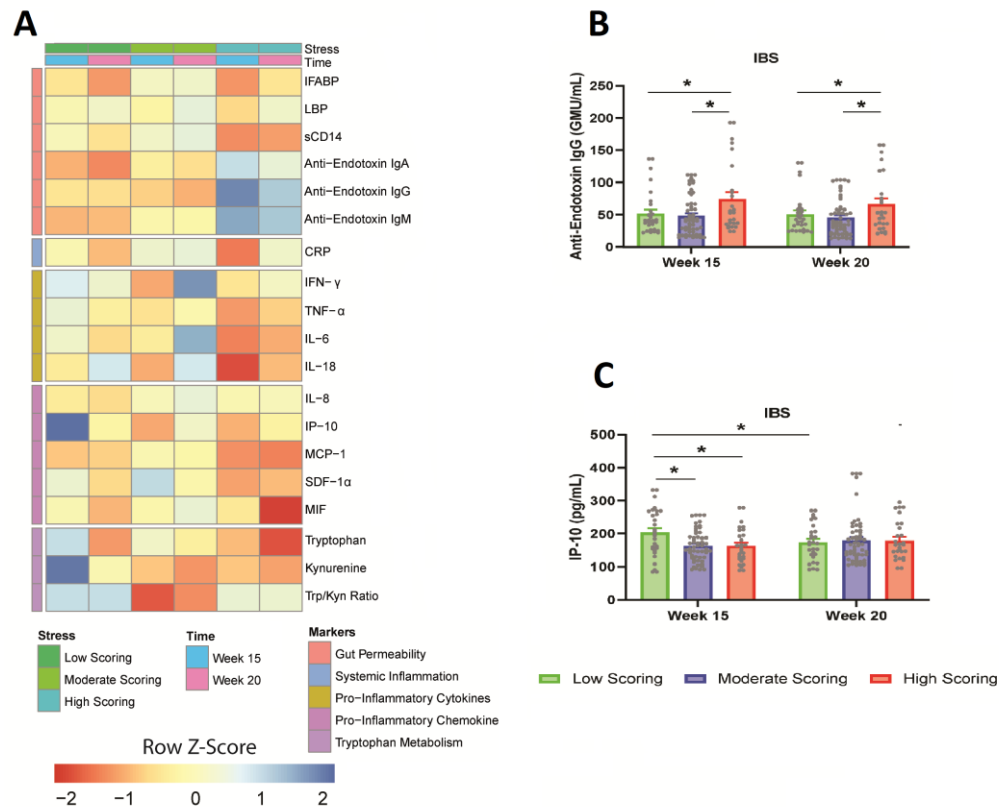 A
Stress
Time
IFABP
LBP
sCD14
Anti-Endotoxin IgA
Anti-Endotoxin IgG
Anti-Endotoxin IgM
CRP
IFN- γ
TNF-α
IL-6
IL-18
IL-8
IP-10
MCP-1
SDF-1α
MIF
Tryptophan
Kynurenine
Trp/Kyn Ratio
Stress
Low Scoring
Moderate Scoring
High Scoring
Time
Week 15
Week 20
Markers
Gut Permeability
Systemic Inflammation
Pro-Inflammatory Cytokines
Pro-Inflammatory Chemokine
Tryptophan Metabolism
Row Z-Score
−2 −1 0 1 2
B
IBS
Anti-Endotoxin IgG (GMU/mL)
250
200
150
100
50
0
* * * *
Week 15 Week 20
C
IBS
IP-10 (pg/mL)
500
400
300
200
100
0
*
*
*
Week 15 Week 20
Low Scoring Moderate Scoring High Scoring